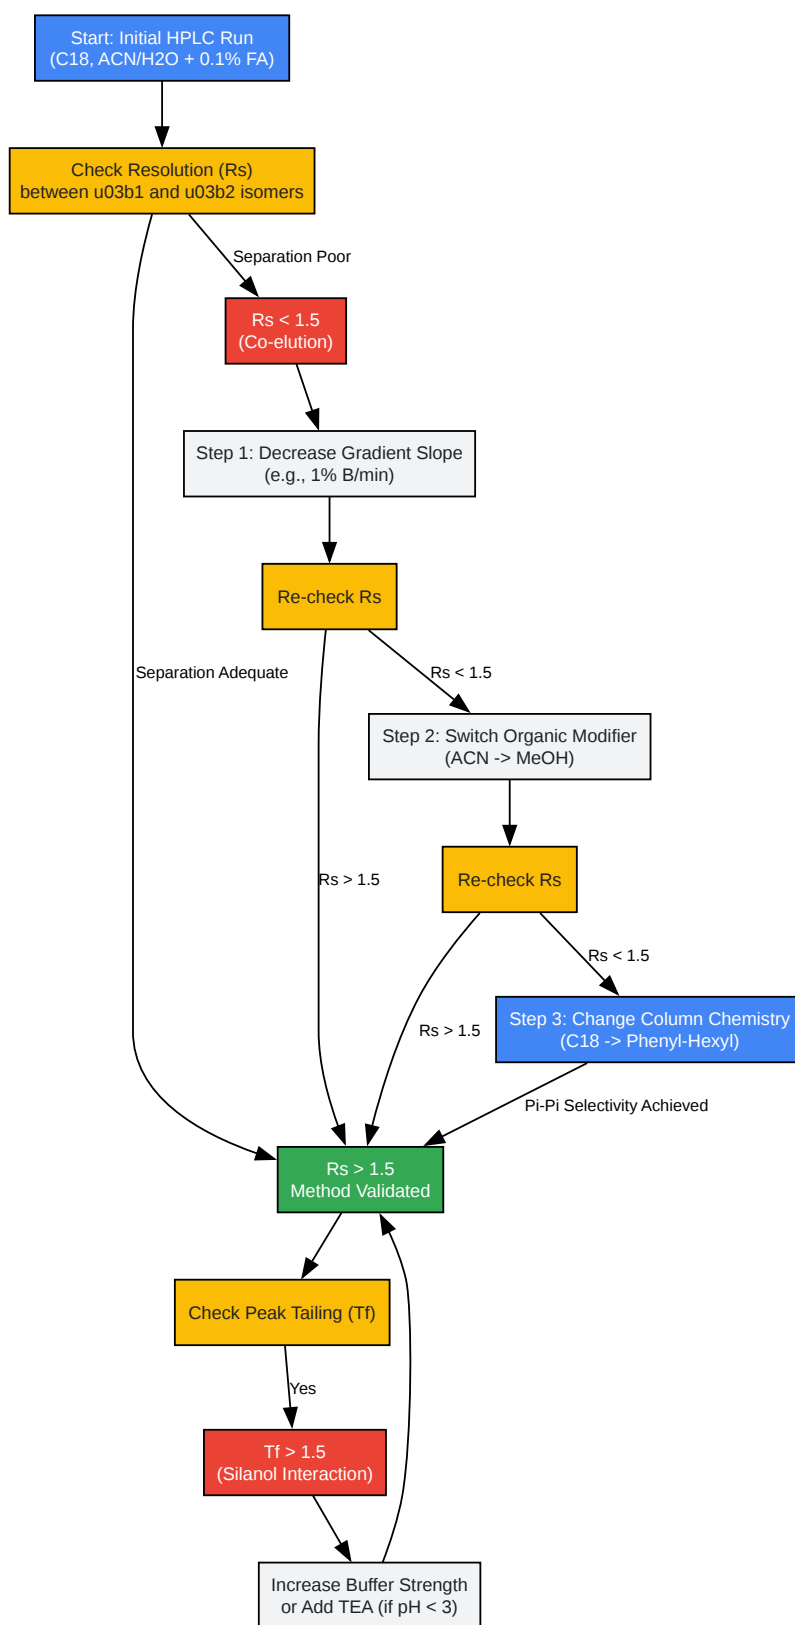 Start: Initial HPLC Run
(C18, ACN/H2O + 0.1% FA)
Check Resolution (Rs)
between u03b1 and u03b2 isomers
Separation Poor
Rs < 1.5
(Co-elution)
Step 1: Decrease Gradient Slope
(e.g., 1% B/min)
Re-check Rs
Separation Adequate
Rs < 1.5
Step 2: Switch Organic Modifier
(ACN -> MeOH)
Rs > 1.5
Re-check Rs
Rs < 1.5
Step 3: Change Column Chemistry
(C18 -> Phenyl-Hexyl)
Rs > 1.5
Pi-Pi Selectivity Achieved
Rs > 1.5
Method Validated
Check Peak Tailing (Tf)
Yes
Tf > 1.5
(Silanol Interaction)
Increase Buffer Strength
or Add TEA (if pH < 3)